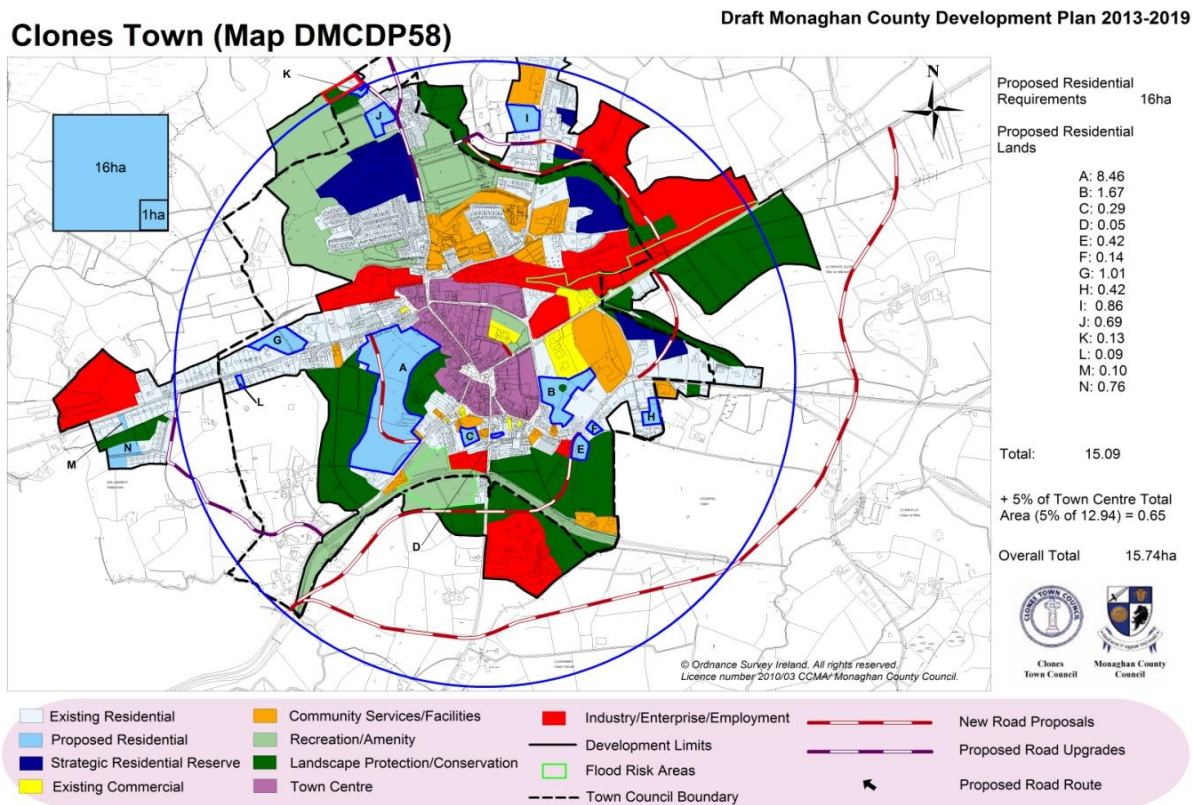 Draft Monaghan County Development Plan 2013-2019
Clones Town (Map DMCDP58)
K
J
I
N
16ha
1ha
G
A
B
L
H
C
F
E
M
N
D
Proposed Residential
Requirements 16ha
Proposed Residential
Lands
A: 8.46
B: 1.67
C: 0.29
D: 0.05
E: 0.42
F: 0.14
G: 1.01
H: 0.42
I: 0.86
J: 0.69
K: 0.13
L: 0.09
M: 0.10
N: 0.76
Total: 15.09
+ 5% of Town Centre Total
Area (5% of 12.94) = 0.65
Overall Total 15.74ha
CLONES TOWN COUNCIL
Clones
Town Council
Monaghan County
Council
© Ordnance Survey Ireland. All rights reserved.
Licence number 2010/03 CCMA/ Monaghan County Council.
Existing Residential
Proposed Residential
Strategic Residential Reserve
Existing Commercial
Community Services/Facilities
Recreation/Amenity
Landscape Protection/Conservation
Town Centre
Industry/Enterprise/Employment
Development Limits
Flood Risk Areas
Town Council Boundary
New Road Proposals
Proposed Road Upgrades
Proposed Road Route